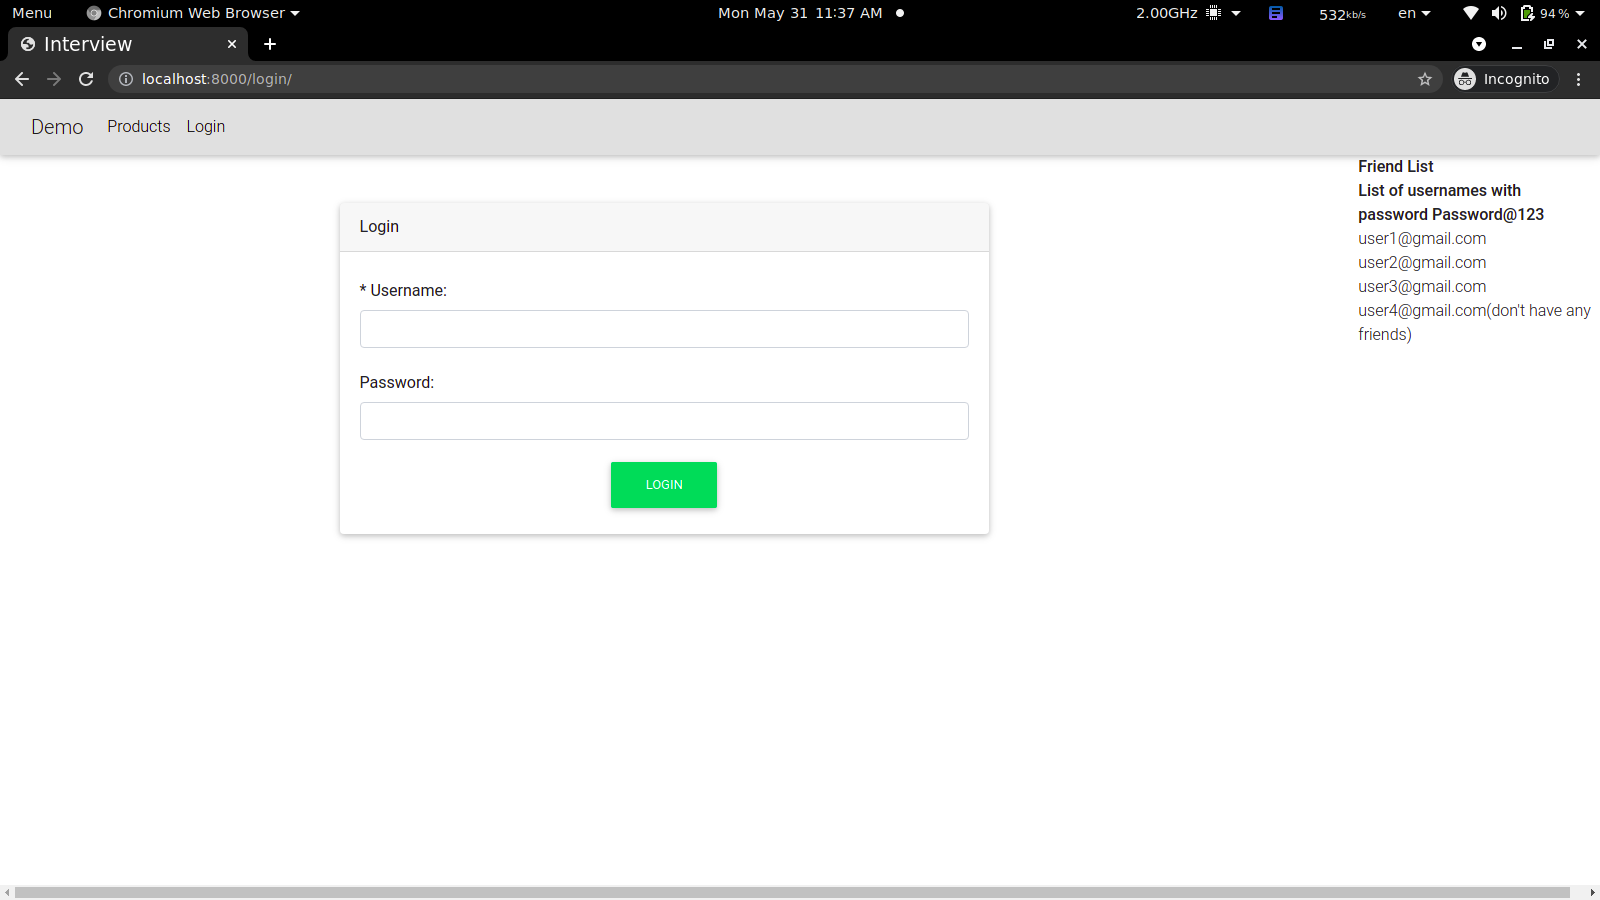 Menu Chromium Web Browser Mon May 31 11:37 AM 2.00GHz 532kb/s en 94%
Interview
localhost:8000/login/ Incognito
Demo Products Login
Friend List
List of usernames with
password Password@123
user1@gmail.com
user2@gmail.com
user3@gmail.com
user4@gmail.com(don't have any
friends)
Login
* Username:
Password:
LOGIN